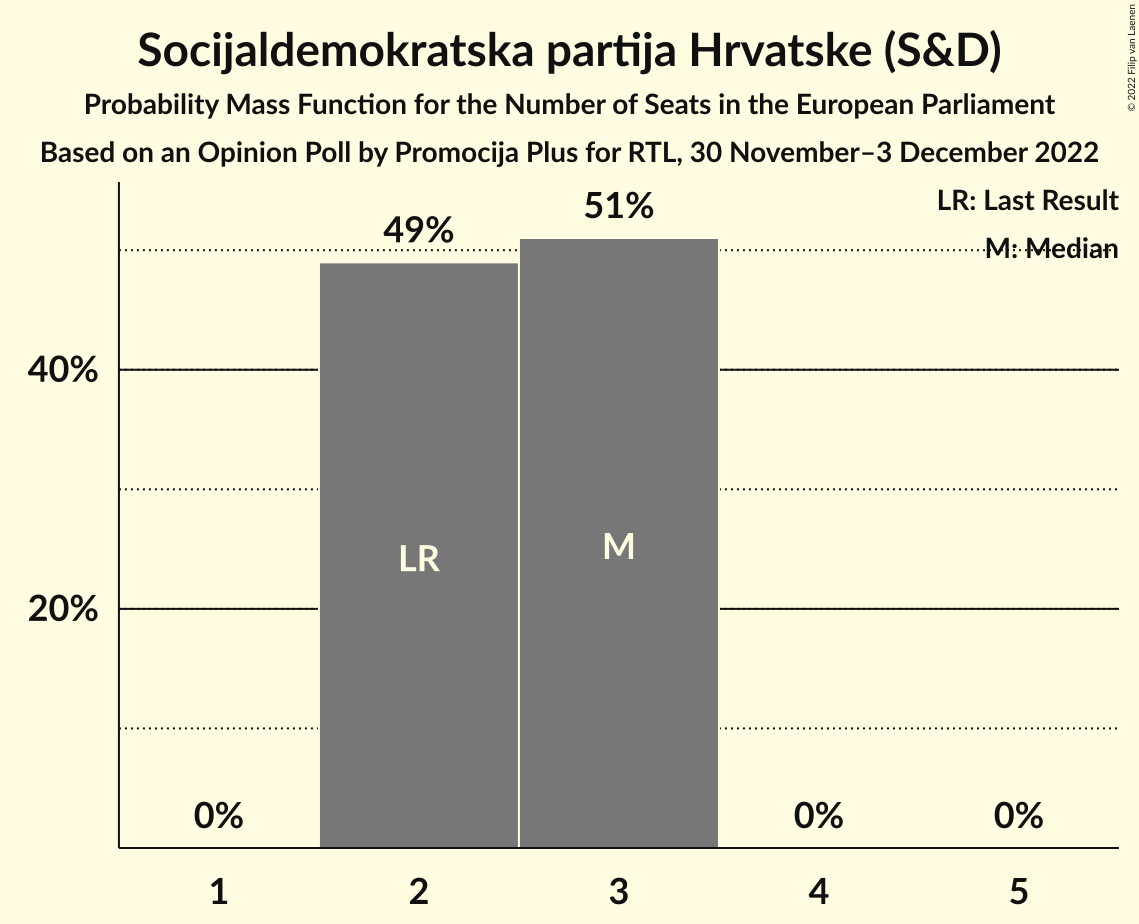 Socijaldemokratska partija Hrvatske (S&D)
Probability Mass Function for the Number of Seats in the European Parliament
Based on an Opinion Poll by Promocija Plus for RTL, 30 November–3 December 2022
© 2022 Filip van Laenen
LR: Last Result
M: Median
49%
51%
40%
20%
LR
M
0%
0%
0%
1
2
3
4
5